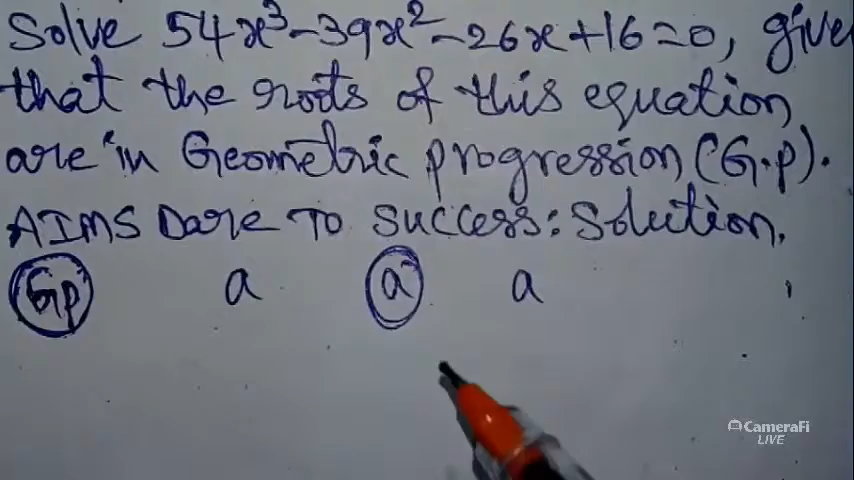 Solve 54x³-39x²-26x+16=0, give
that the roots of this equation
are in Geometric progression (G.p).
AIMS Dare To Success: Solution.
Gp a a a
CameraFi
LIVE